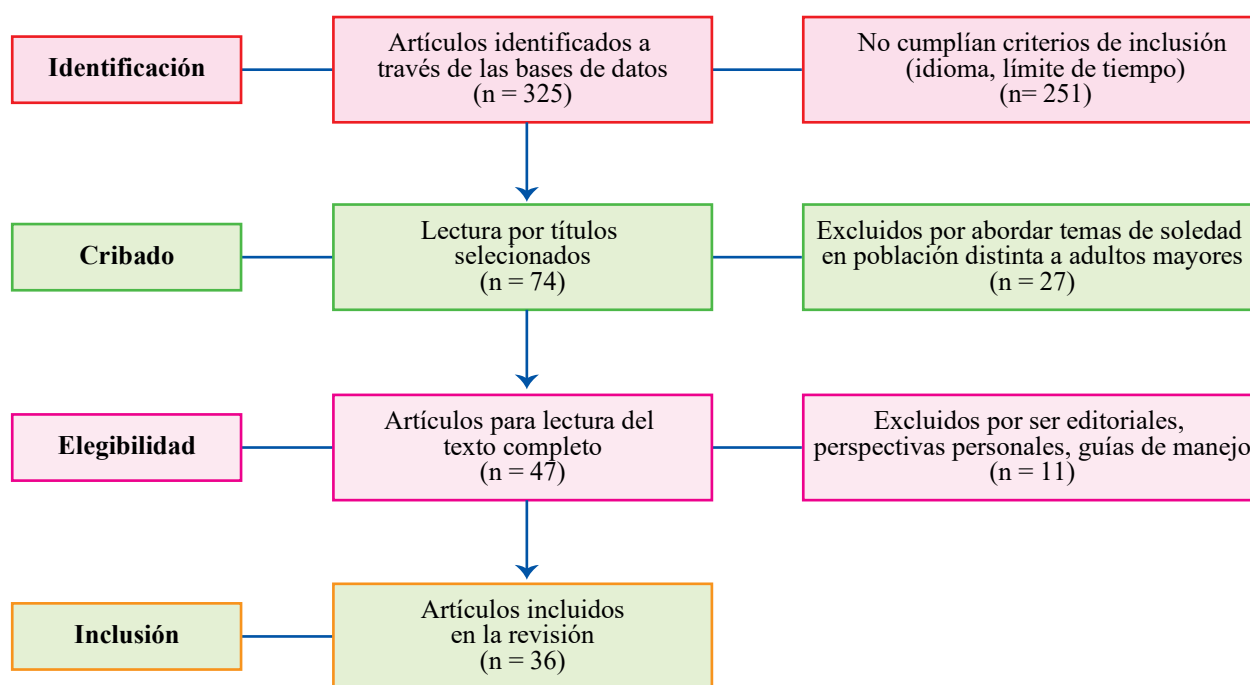 Identificación
Artículos identificados a
través de las bases de datos
(n = 325)
No cumplían criterios de inclusión
(idioma, límite de tiempo)
(n= 251)
Cribado
Lectura por títulos
selecionados
(n = 74)
Excluidos por abordar temas de soledad
en población distinta a adultos mayores
(n = 27)
Elegibilidad
Artículos para lectura del
texto completo
(n = 47)
Excluidos por ser editoriales,
perspectivas personales, guías de manejo
(n = 11)
Inclusión
Artículos incluidos
en la revisión
(n = 36)